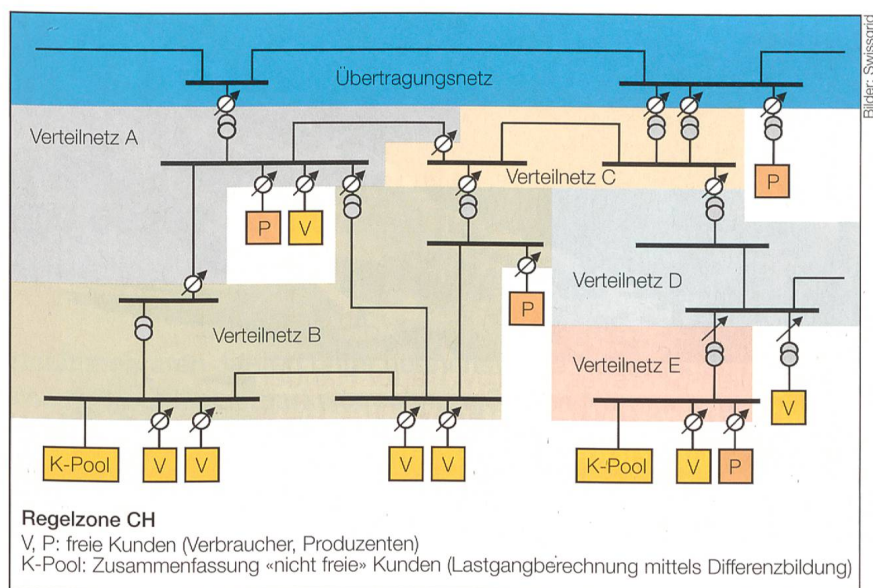 Bilder: Swissgrid
Übertragungsnetz
Verteilnetz A
Verteilnetz C
P
P
V
Verteilnetz D
P
Verteilnetz B
Verteilnetz E
V
K-Pool
V
V
V
V
K-Pool
V
P
Regelzone CH
V, P: freie Kunden (Verbraucher, Produzenten)
K-Pool: Zusammenfassung «nicht freie» Kunden (Lastgangberechnung mittels Differenzbildung)